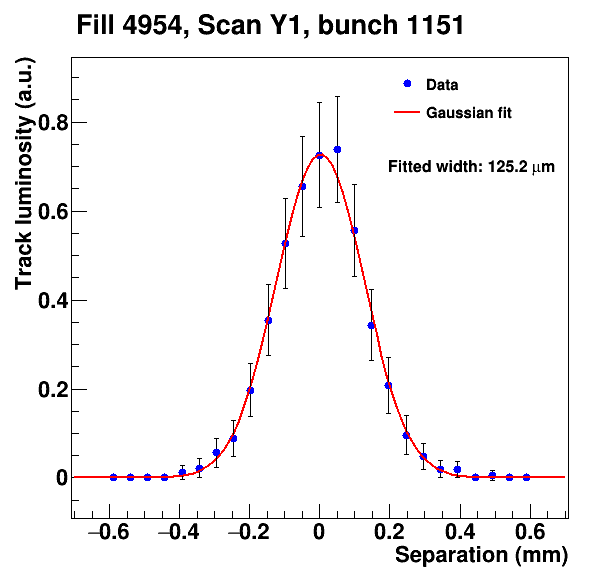 Fill 4954, Scan Y1, bunch 1151
Track luminosity (a.u.)
Data
Gaussian fit
Fitted width: 125.2 μm
0.8
0.6
0.4
0.2
0
−0.6 −0.4 −0.2 0 0.2 0.4 0.6
Separation (mm)